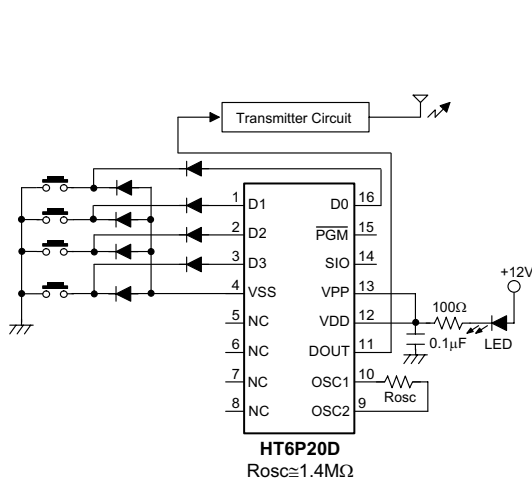 Transmitter Circuit
1 D1 D0 16
2 D2 PGM 15
3 D3 SIO 14
4 VSS VPP 13
5 NC VDD 12
6 NC DOUT 11
7 NC OSC1 10
8 NC OSC2 9
+12V
100Ω
0.1μF
LED
Rosc
HT6P20D
Rosc≅1.4MΩ